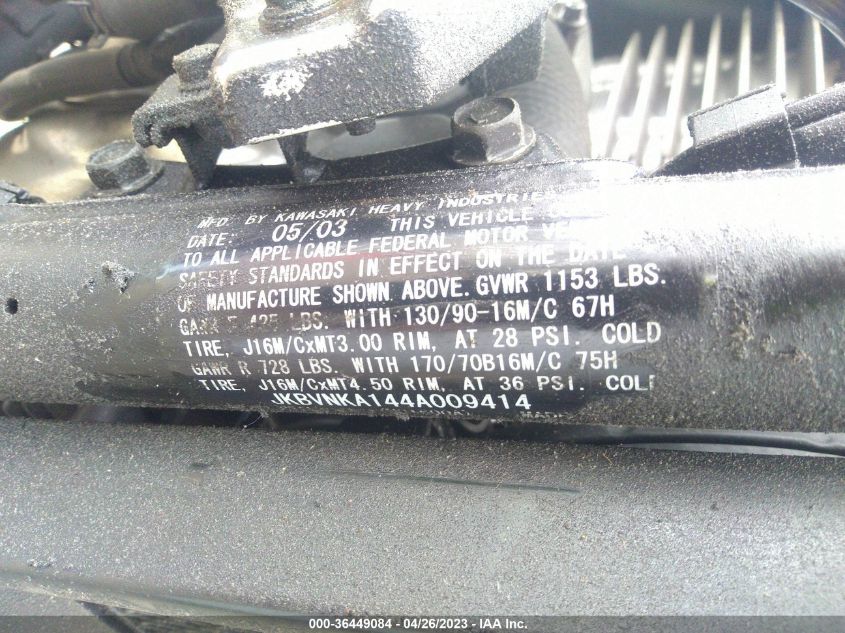 MFD. BY KAWASAKI HEAVY
DATE: 05/03 THIS VEHICLE
TO ALL APPLICABLE FEDERAL MOTOR
SAFETY STANDARDS IN EFFECT ON THE DATE
OF MANUFACTURE SHOWN ABOVE. GVWR 1153 LBS.
GAWR F 425 LBS. WITH 130/90-16M/C 67H
TIRE, J16M/CxMT3.00 RIM, AT 28 PSI. COLD
GAWR R 728 LBS. WITH 170/70B16M/C 75H
TIRE, J16M/CxMT4.50 RIM, AT 36 PSI. COLD
JKBVNKA144A009414
000-36449084 - 04/26/2023 - IAA Inc.